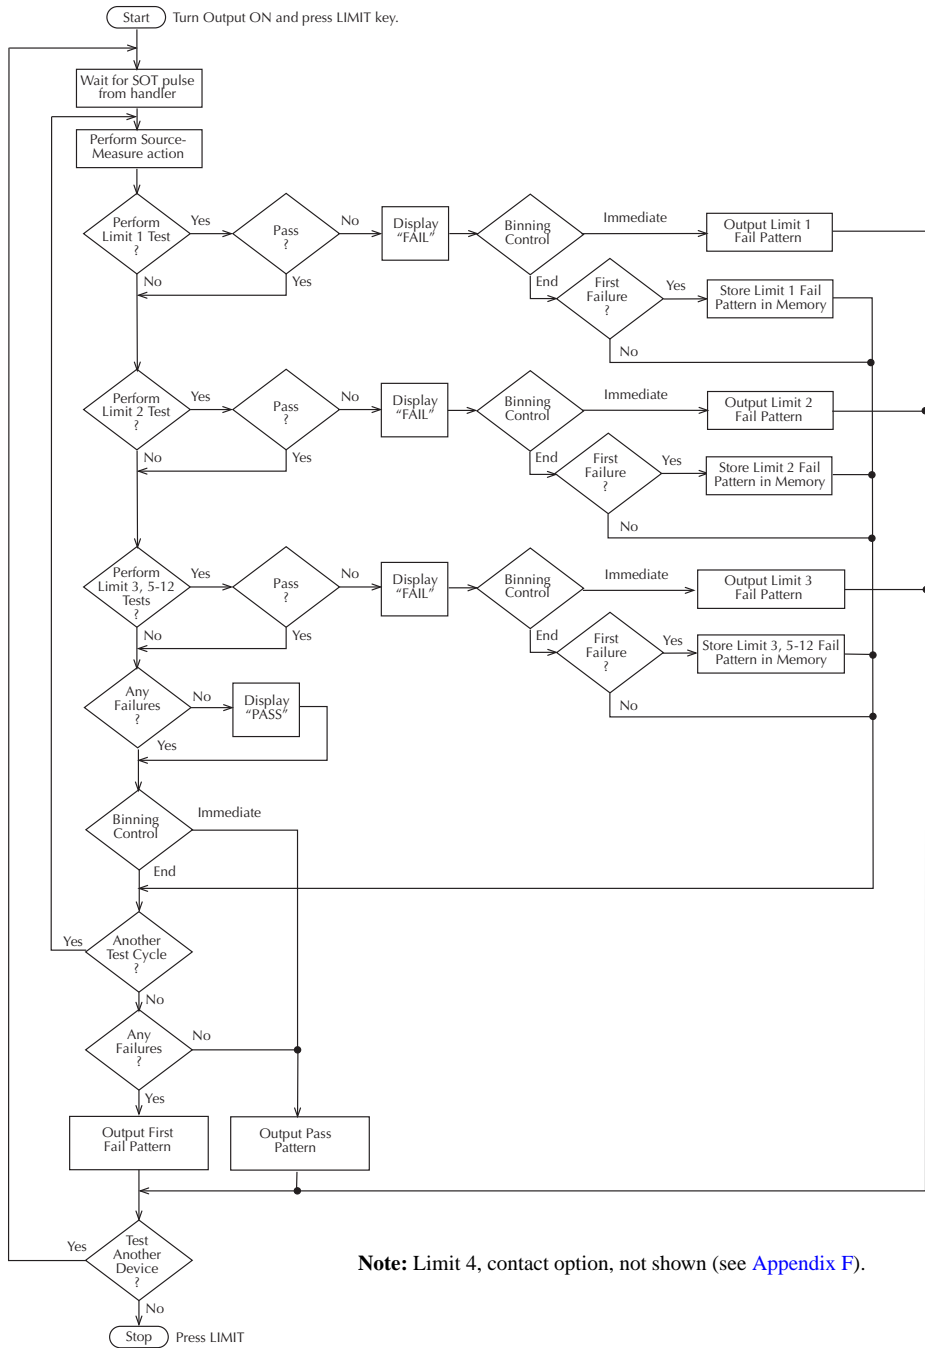 Start Turn Output ON and press LIMIT key.
Wait for SOT pulse
from handler
Perform Source-
Measure action
Perform
Limit 1 Test
?
Yes
No
Pass
?
No
Yes
Display
“FAIL”
Binning
Control
Immediate
End
Output Limit 1
Fail Pattern
First
Failure
?
Yes
No
Store Limit 1 Fail
Pattern in Memory
Perform
Limit 2 Test
?
Yes
No
Pass
?
No
Yes
Display
“FAIL”
Binning
Control
Immediate
End
Output Limit 2
Fail Pattern
First
Failure
?
Yes
No
Store Limit 2 Fail
Pattern in Memory
Perform
Limit 3, 5-12
Tests
?
Yes
No
Pass
?
No
Yes
Display
“FAIL”
Binning
Control
Immediate
End
Output Limit 3
Fail Pattern
First
Failure
?
Yes
No
Store Limit 3, 5-12 Fail
Pattern in Memory
Any
Failures
?
No
Yes
Display
“PASS”
Binning
Control
Immediate
End
Another
Test Cycle
?
Yes
No
Any
Failures
?
No
Yes
Output First
Fail Pattern
Output Pass
Pattern
Test
Another
Device
?
Yes
No
Note: Limit 4, contact option, not shown (see Appendix F).
Stop Press LIMIT